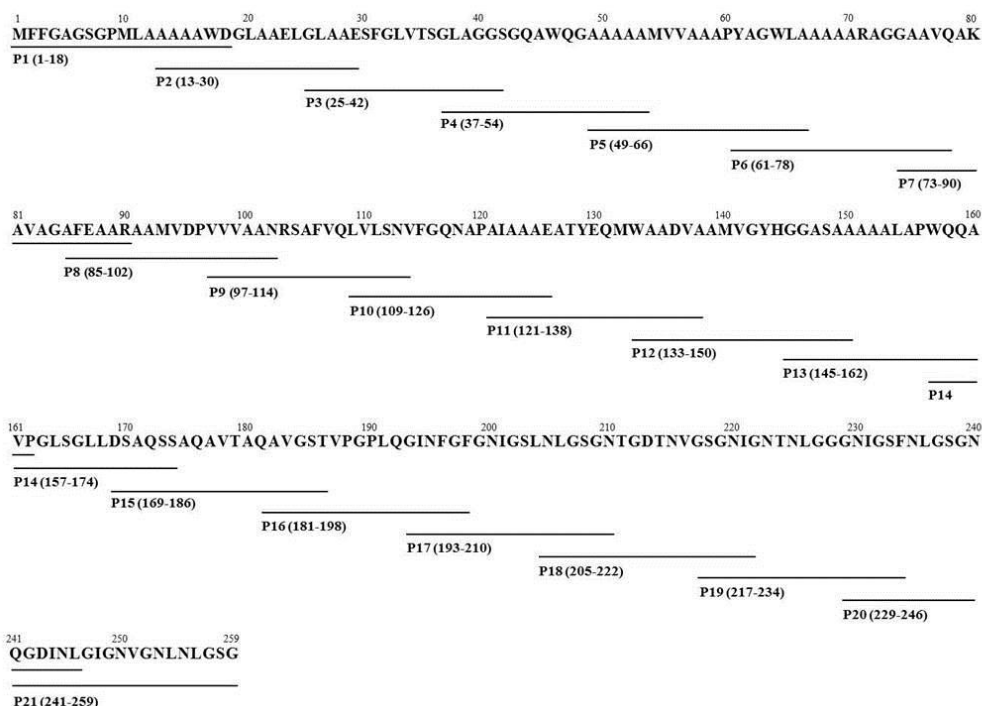 1 10 20 30 40 50 60 70 80
MFFGAGSGPMLAAAAAWDGLAAELGLAAESFGLVTSGLAGGSGQAWQGAAAAAMVVAAAPYAGWLAAAAARAGGAAVQAK
P1 (1-18)
P2 (13-30)
P3 (25-42)
P4 (37-54)
P5 (49-66)
P6 (61-78)
P7 (73-90)
81 90 100 110 120 130 140 150 160
AVAGAFEAARAAMVDPVVVAANRSAFVQLVLSNVFGQNAPAIAAAEATYEQMWAADVAAMVGYHGGASAAAAALAPWQQA
P8 (85-102)
P9 (97-114)
P10 (109-126)
P11 (121-138)
P12 (133-150)
P13 (145-162)
P14
161 170 180 190 200 210 220 230 240
VPGLSGLLDSAQSSAQAVTAQAVGSTVPGPLQGINFGFGNIGSLNLGSGNTGDTNVGSGNIGNTNLGGGNIGSFNLGSGN
P14 (157-174)
P15 (169-186)
P16 (181-198)
P17 (193-210)
P18 (205-222)
P19 (217-234)
P20 (229-246)
241 250 259
QGDINLGIGNVGNLNLGSG
P21 (241-259)